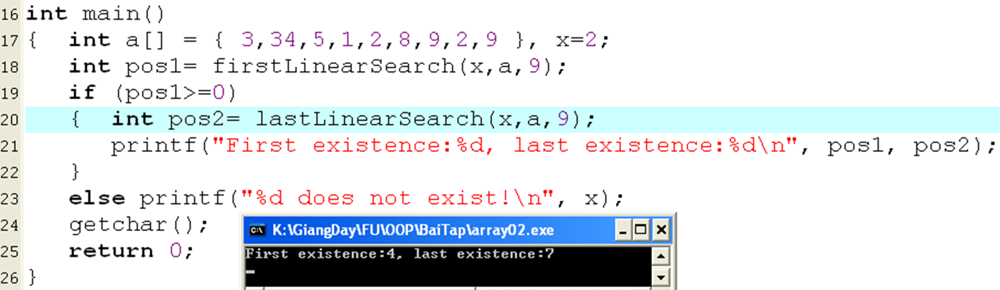 16 int main()
17 {  int a[] = { 3,34,5,1,2,8,9,2,9 }, x=2;
18    int pos1= firstLinearSearch(x,a,9);
19    if (pos1>=0)
20    {  int pos2= lastLinearSearch(x,a,9);
21       printf("First existence:%d, last existence:%d\n", pos1, pos2);
22    }
23    else printf("%d does not exist!\n", x);
24    getchar();
25    return 0;
26 }
K:\GiangDay\FU\OOP\BaiTap\array02.exe
First existence:4, last existence:7